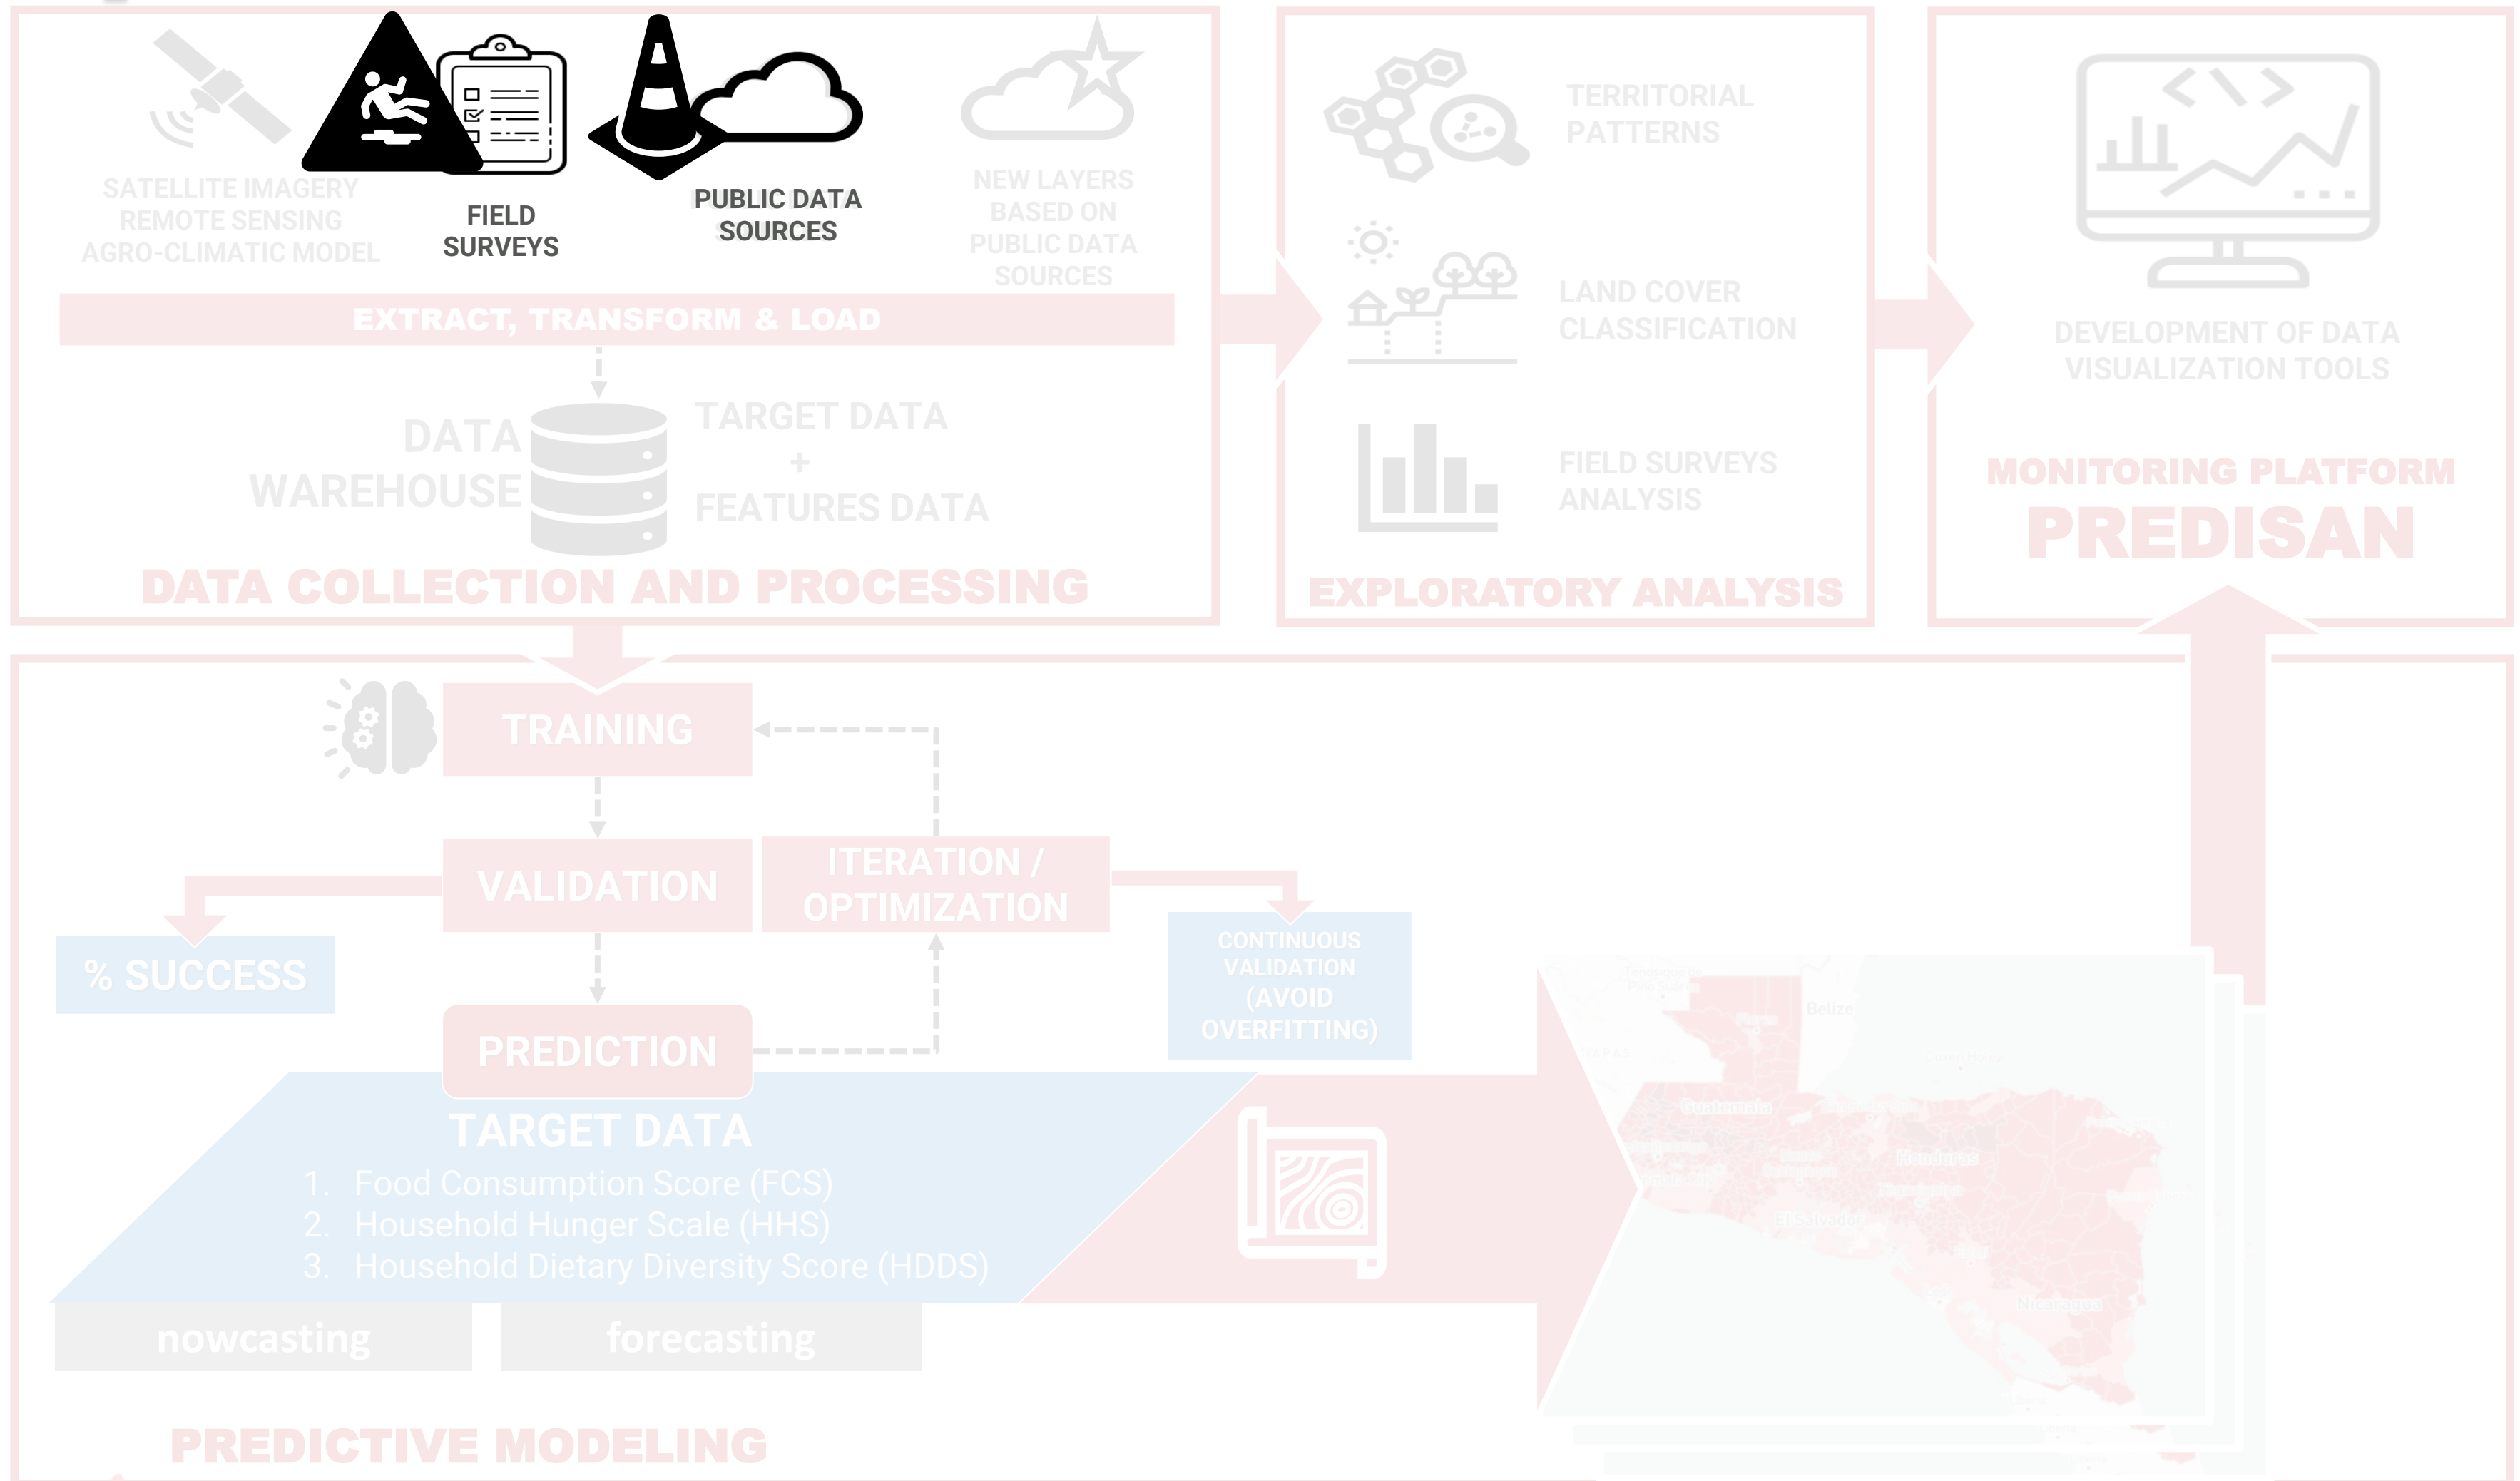 SATELLITE IMAGERY
REMOTE SENSING
AGRO-CLIMATIC MODEL
FIELD
SURVEYS
PUBLIC DATA
SOURCES
NEW LAYERS
BASED ON
PUBLIC DATA
SOURCES
EXTRACT, TRANSFORM & LOAD
DATA
WAREHOUSE
TARGET DATA
+
FEATURES DATA
DATA COLLECTION AND PROCESSING
TERRITORIAL
PATTERNS
LAND COVER
CLASSIFICATION
FIELD SURVEYS
ANALYSIS
EXPLORATORY ANALYSIS
DEVELOPMENT OF DATA
VISUALIZATION TOOLS
MONITORING PLATFORM
PREDISAN
TRAINING
VALIDATION
ITERATION /
OPTIMIZATION
% SUCCESS
CONTINUOUS
VALIDATION
(AVOID
OVERFITTING)
PREDICTION
TARGET DATA
1. Food Consumption Score (FCS)
2. Household Hunger Scale (HHS)
3. Household Dietary Diversity Score (HDDS)
nowcasting
forecasting
PREDICTIVE MODELING
Belize
Guatemala
Honduras
El Salvador
Nicaragua